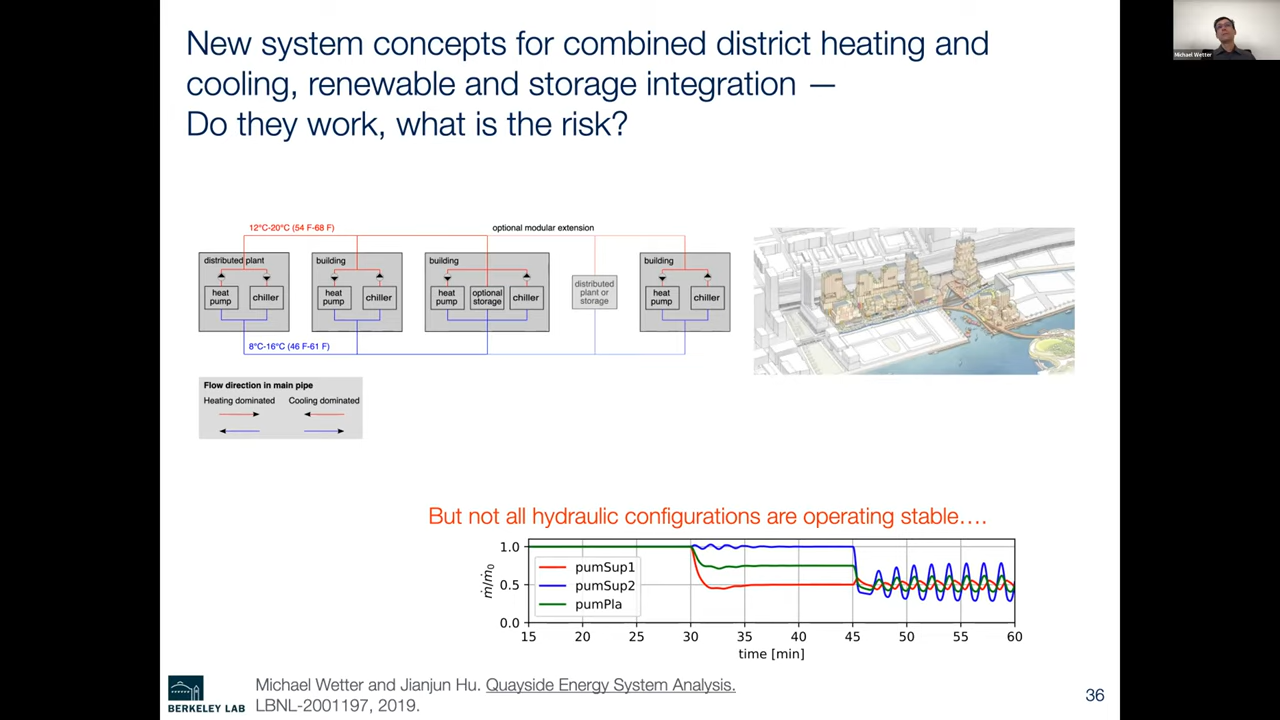 New system concepts for combined district heating and
cooling, renewable and storage integration —
Do they work, what is the risk?
Michael Wetter
12°C-20°C (54 F-68 F)
optional modular extension
distributed plant
heat
pump
chiller
building
heat
pump
chiller
building
heat
pump
optional
storage
chiller
distributed
plant or
storage
building
heat
pump
chiller
8°C-16°C (46 F-61 F)
Flow direction in main pipe
Heating dominated
Cooling dominated
But not all hydraulic configurations are operating stable....
1.0
0.5
0.0
ṁ/ṁ₀
pumSup1
pumSup2
pumPla
15 20 25 30 35 40 45 50 55 60
time [min]
BERKELEY LAB
Michael Wetter and Jianjun Hu. Quayside Energy System Analysis.
LBNL-2001197, 2019.
36